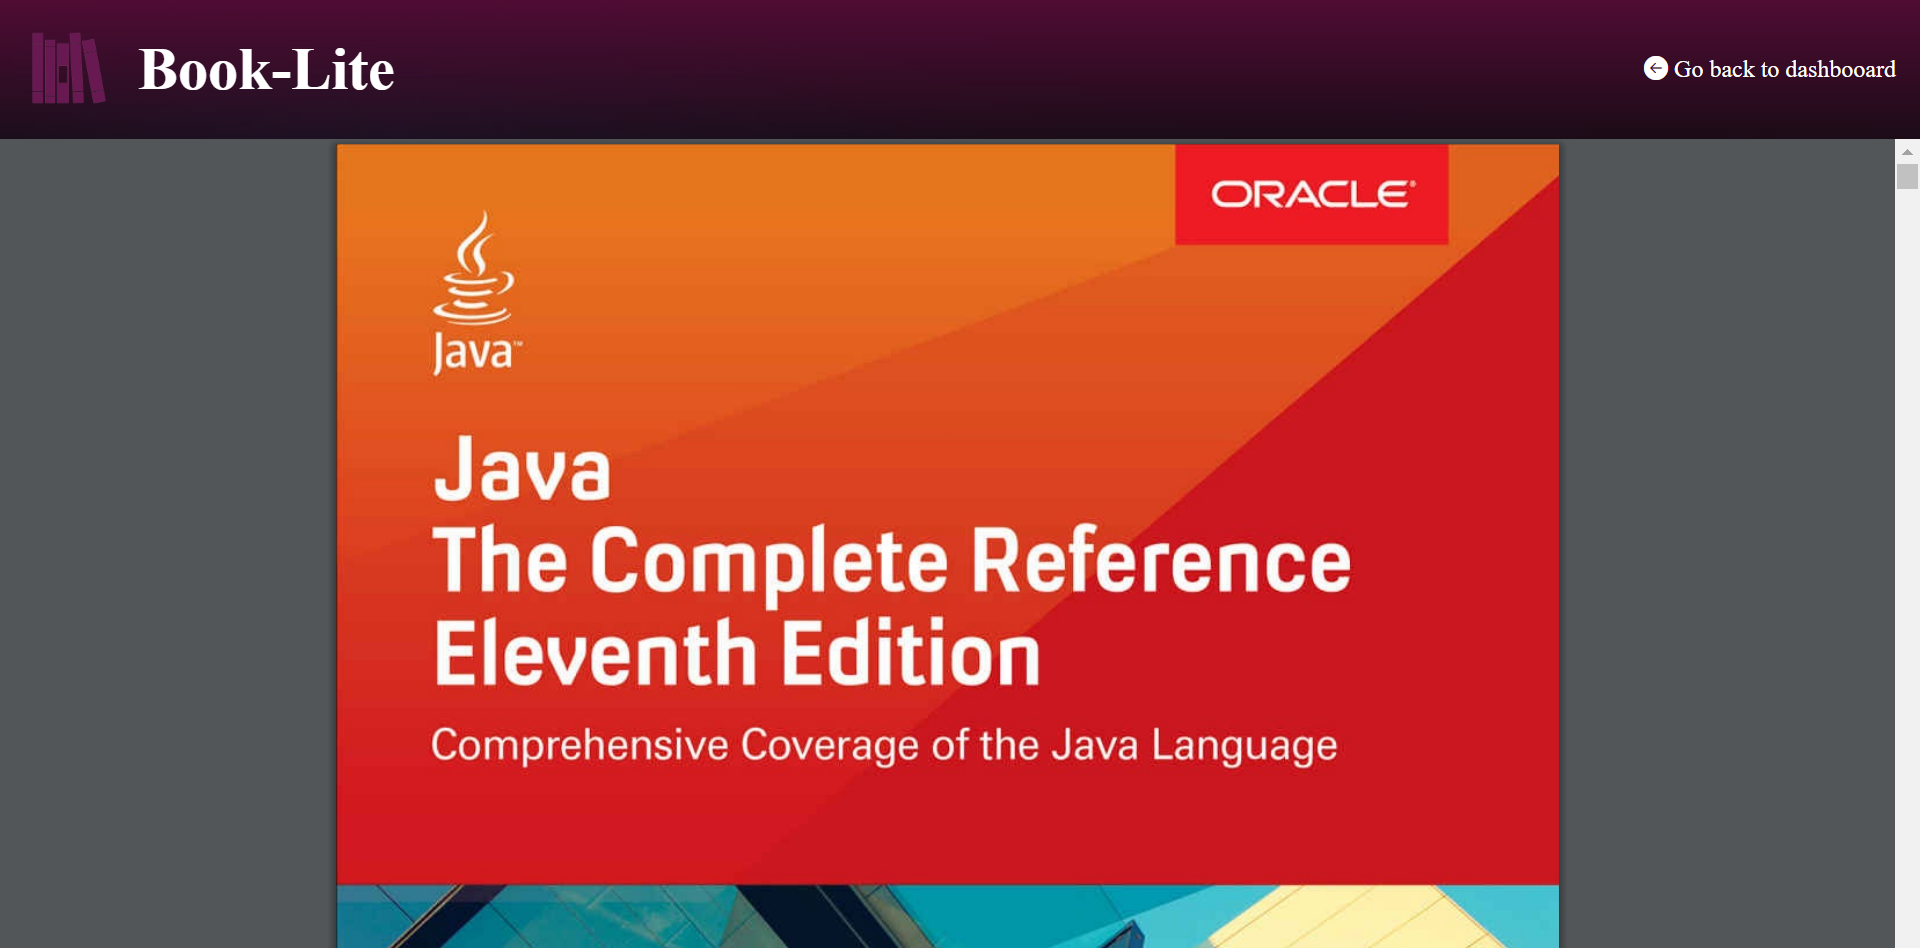 Book-Lite
Go back to dashbooard
ORACLE®
Java™
Java
The Complete Reference
Eleventh Edition
Comprehensive Coverage of the Java Language